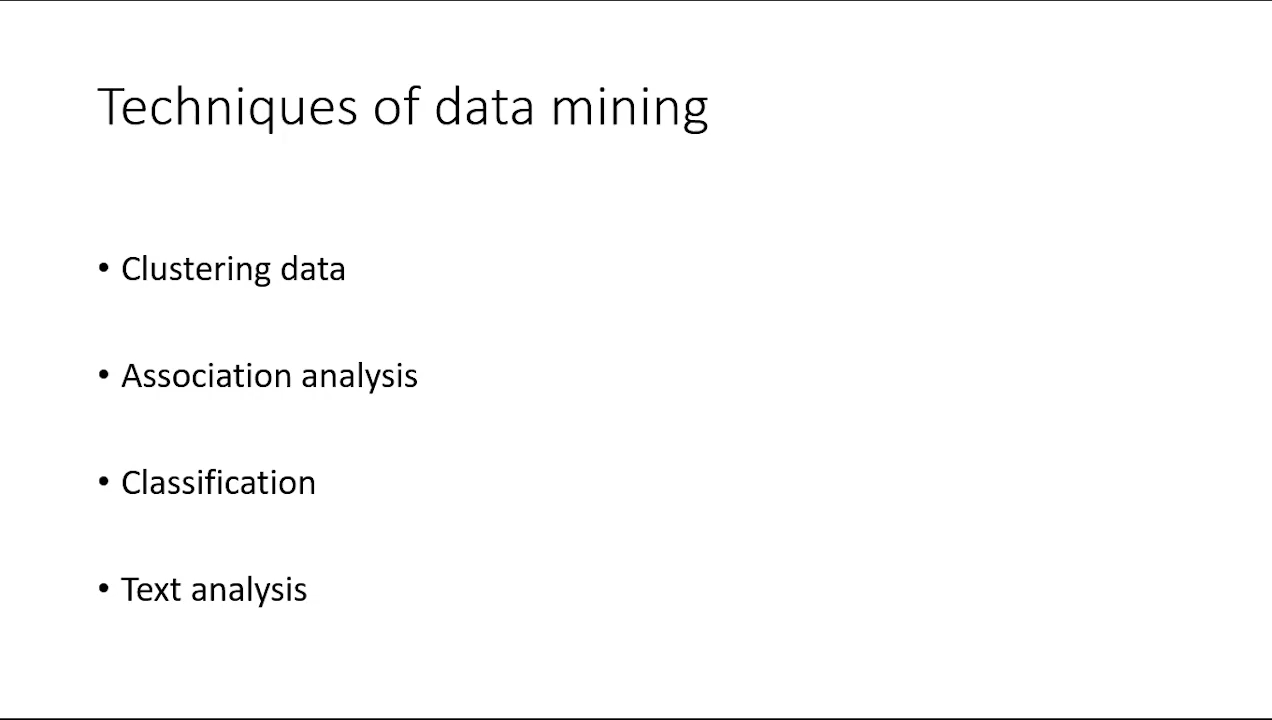 Techniques of data mining
• Clustering data
• Association analysis
• Classification
• Text analysis